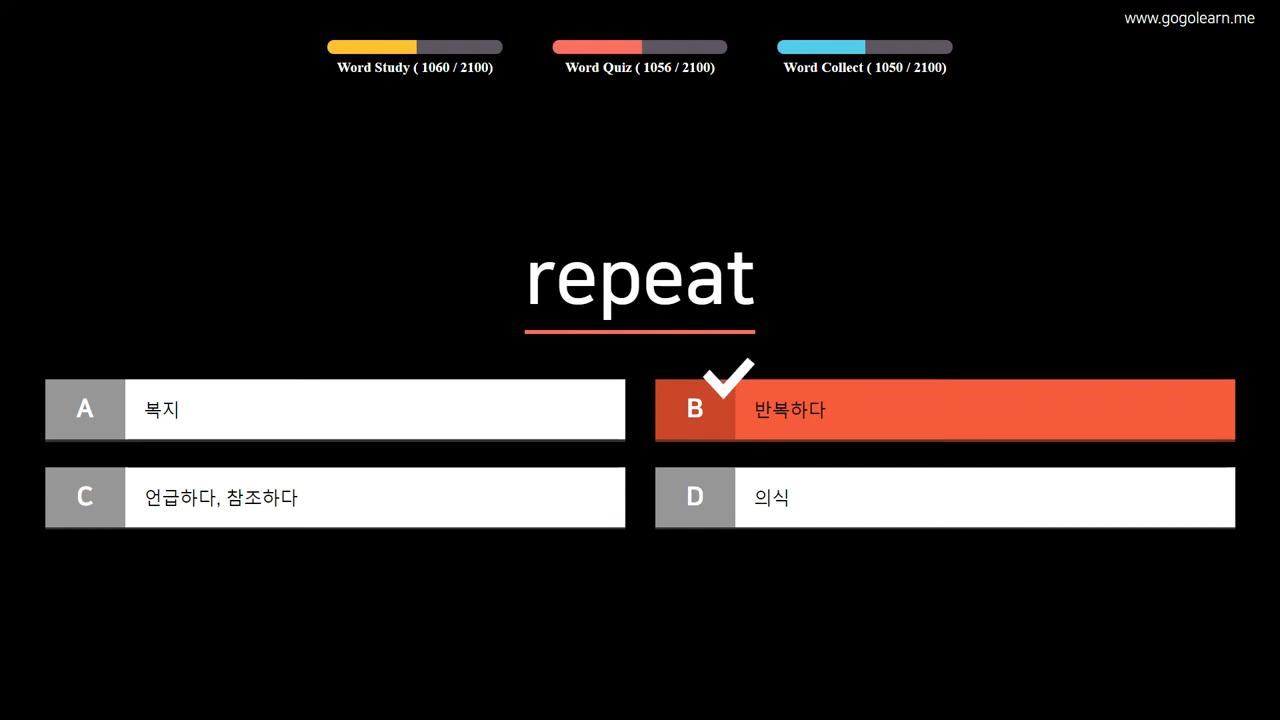 www.gogolearn.me
Word Study ( 1060 / 2100)
Word Quiz ( 1056 / 2100)
Word Collect ( 1050 / 2100)
repeat
A 복지
B 반복하다
C 언급하다, 참조하다
D 의식